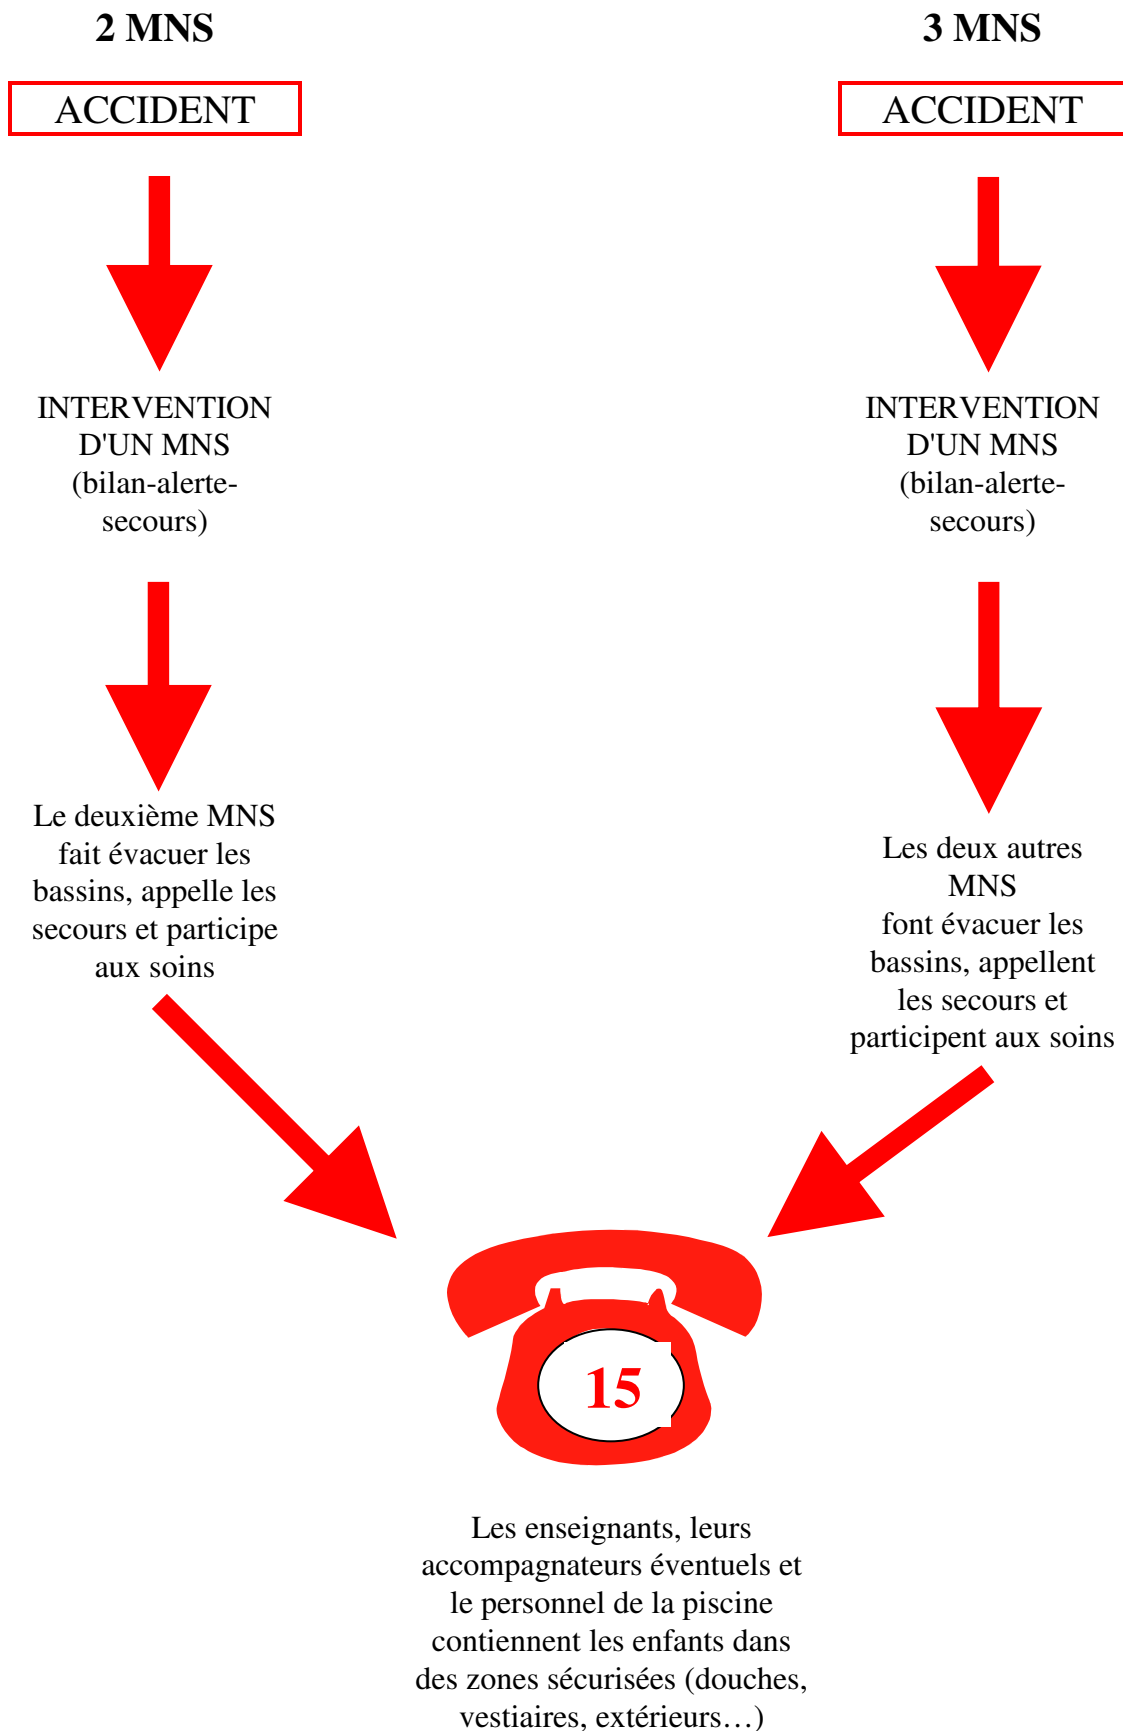 2 MNS
ACCIDENT
INTERVENTION
D'UN MNS
(bilan-alerte-
secours)
Le deuxième MNS
fait évacuer les
bassins, appelle les
secours et participe
aux soins
3 MNS
ACCIDENT
INTERVENTION
D'UN MNS
(bilan-alerte-
secours)
Les deux autres
MNS
font évacuer les
bassins, appellent
les secours et
participent aux soins
15
Les enseignants, leurs
accompagnateurs éventuels et
le personnel de la piscine
contiennent les enfants dans
des zones sécurisées (douches,
vestiaires, extérieurs…)